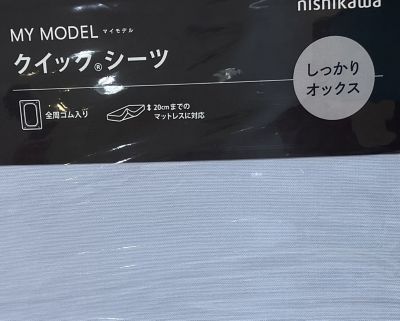 nishikawa
MY MODEL マイモデル
クイック®シーツ
しっかり
オックス
全周ゴム入り
20cmまでの
マットレスに対応